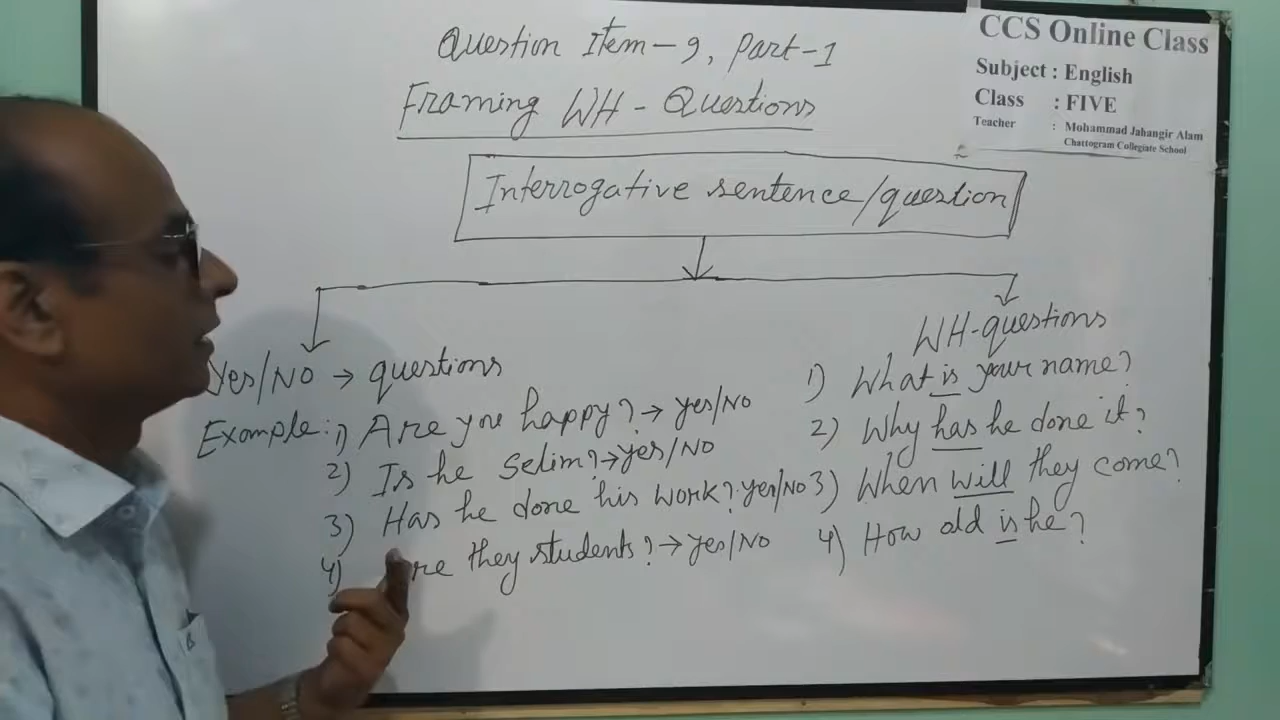 Question Item-9, Part-1
Framing WH-Questions
CCS Online Class
Subject : English
Class : FIVE
Teacher : Mohammad Jahangir Alam
Chattogram Collegiate School
Interrogative sentence/question
Yes/NO → questions
Example: 1) Are you happy? → yes/NO
2) Is he Selim? → yes/NO
3) Has he done his work? yes/NO
4) are they students? → yes/NO
WH-questions
1) What is your name?
2) Why has he done it?
3) When will they come?
4) How old is he?